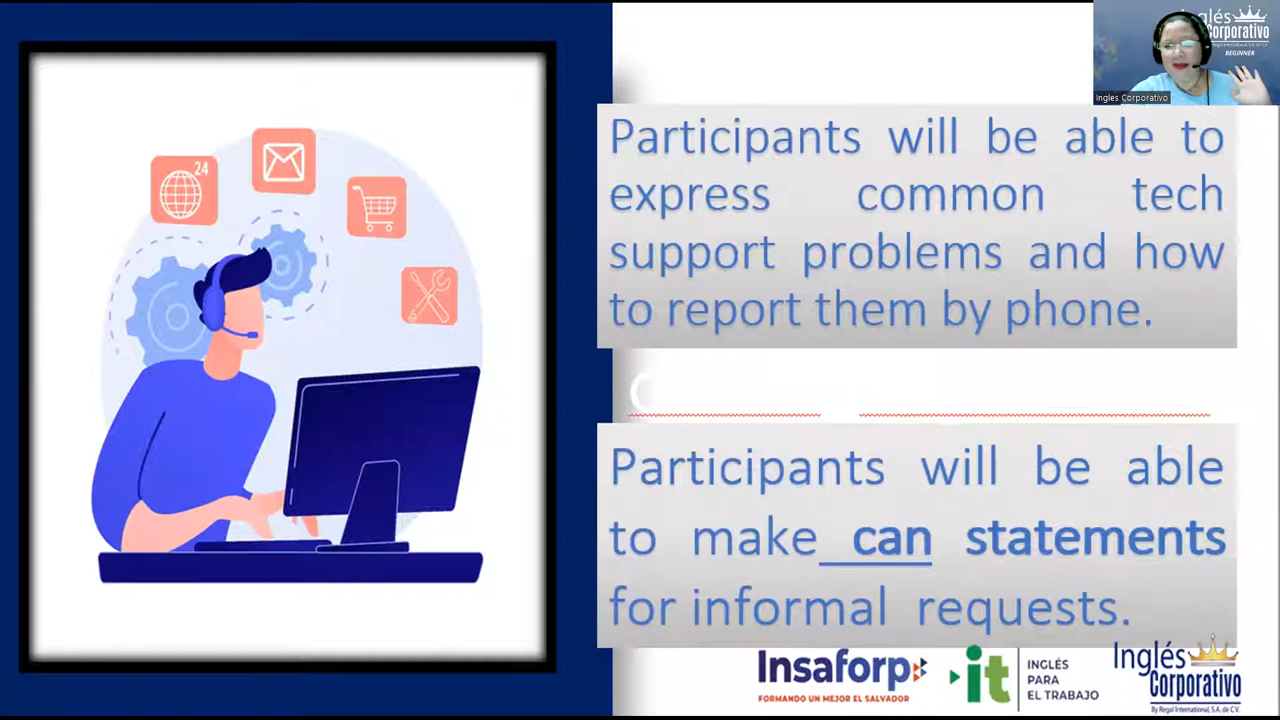 Inglés
Corporativo
BEGINNER
Ingles Corporativo
24
Participants will be able to
express common tech
support problems and how
to report them by phone.
Participants will be able
to make can statements
for informal requests.
Insaforp
FORMANDO UN MEJOR EL SALVADOR
it
INGLÉS
PARA
EL TRABAJO
Inglés
Corporativo
By Regal International, S.A. de C.V.